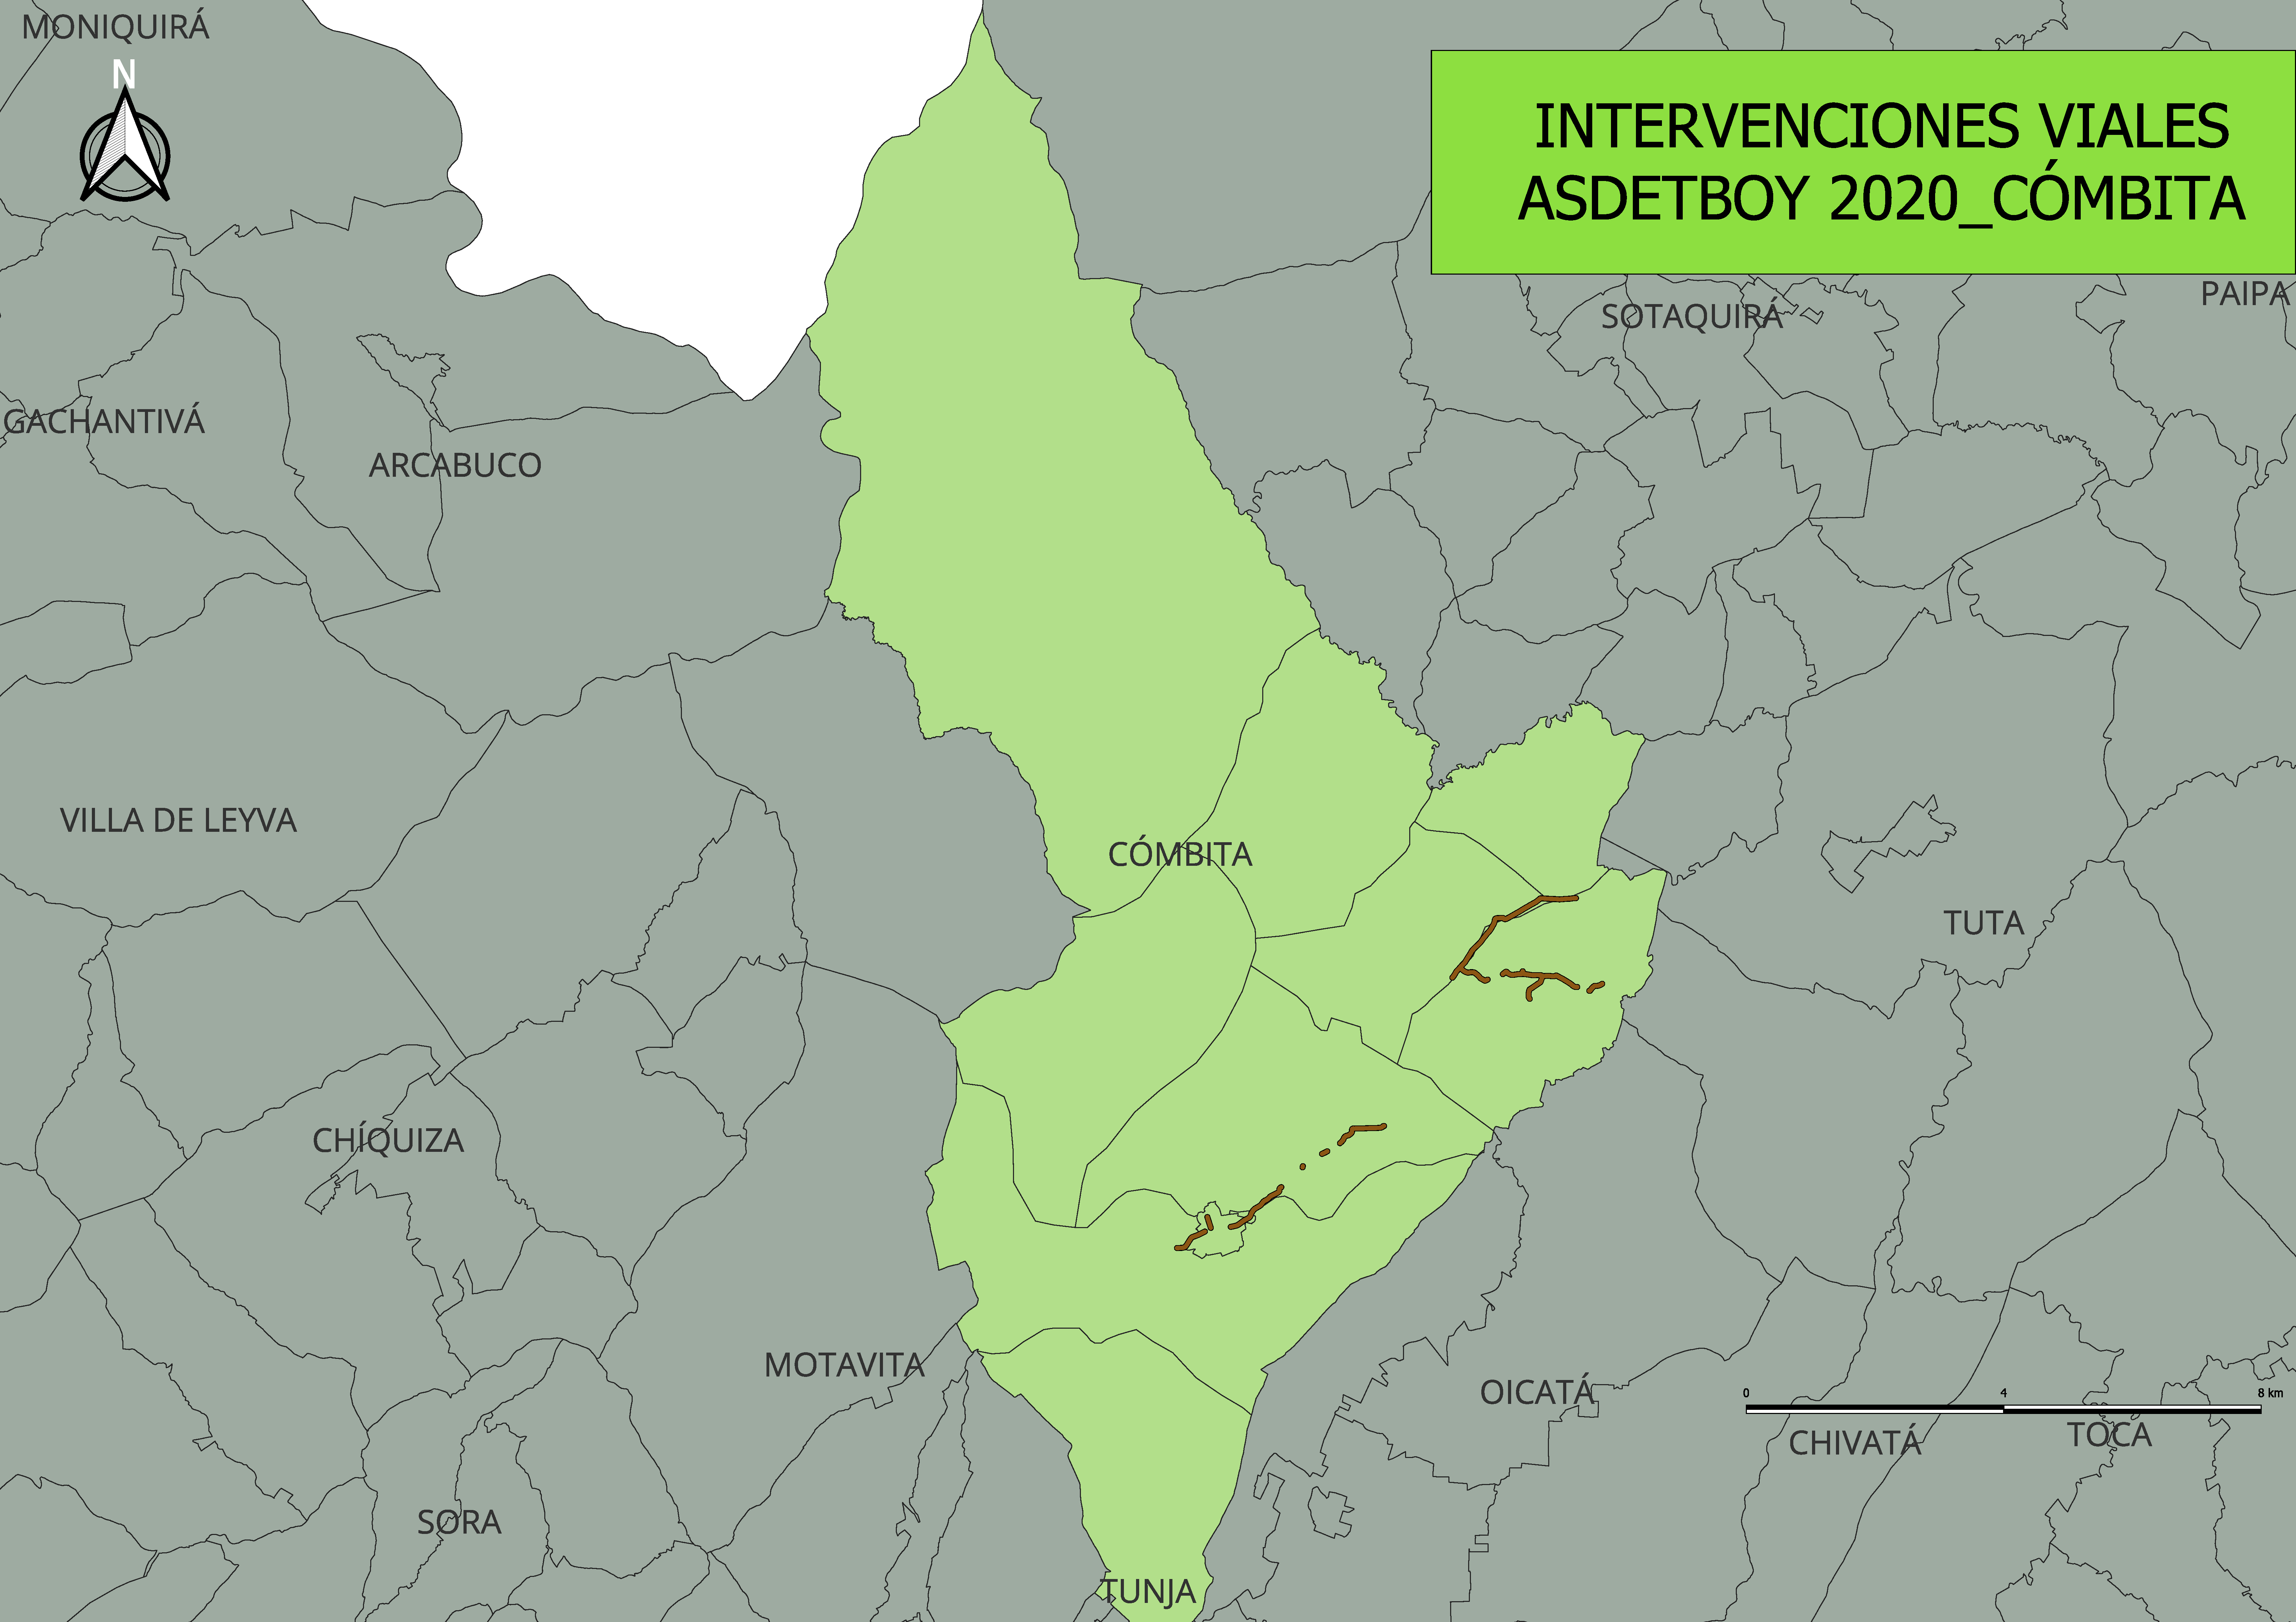 MONIQUIRÁ
N
INTERVENCIONES VIALES
ASDETBOY 2020_CÓMBITA
PAIPA
SOTAQUIRÁ
GACHANTIVÁ
ARCABUCO
VILLA DE LEYVA
CÓMBITA
TUTA
CHÍQUIZA
MOTAVITA
OICATÁ
0 4 8 km
CHIVATÁ
TOCA
SORA
TUNJA